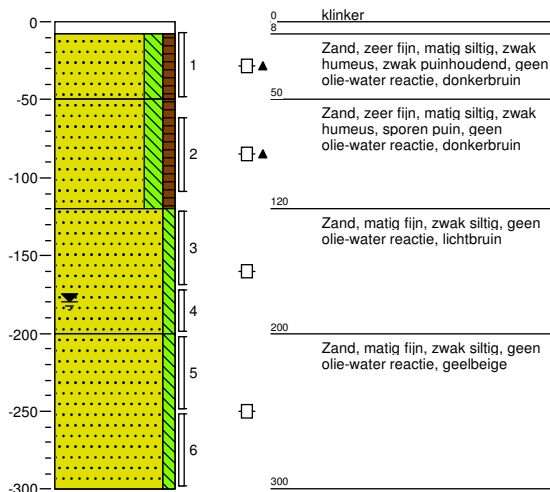 0
-50
-100
-150
-200
-250
-300
1
2
3
4
5
6
0
klinker
8
Zand, zeer fijn, matig siltig, zwak
humeus, zwak puinhoudend, geen
olie-water reactie, donkerbruin
50
Zand, zeer fijn, matig siltig, zwak
humeus, sporen puin, geen
olie-water reactie, donkerbruin
120
Zand, matig fijn, zwak siltig, geen
olie-water reactie, lichtbruin
200
Zand, matig fijn, zwak siltig, geen
olie-water reactie, geelbeige
300